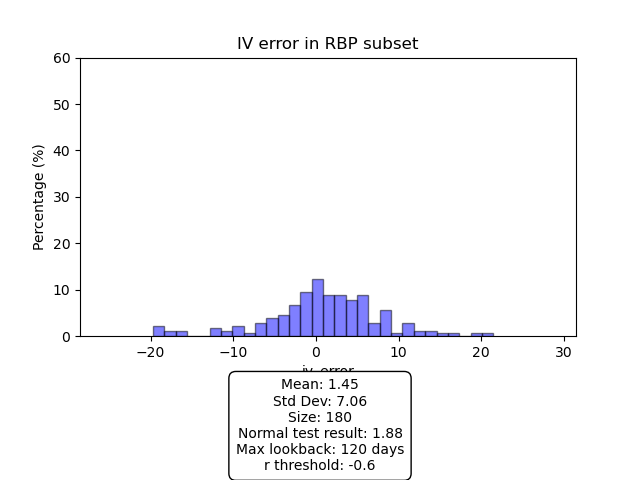 IV error in RBP subset
60
50
40
30
20
10
0
Percentage (%)
−20 −10 0 10 20 30
iv_error
Mean: 1.45
Std Dev: 7.06
Size: 180
Normal test result: 1.88
Max lookback: 120 days
r threshold: -0.6